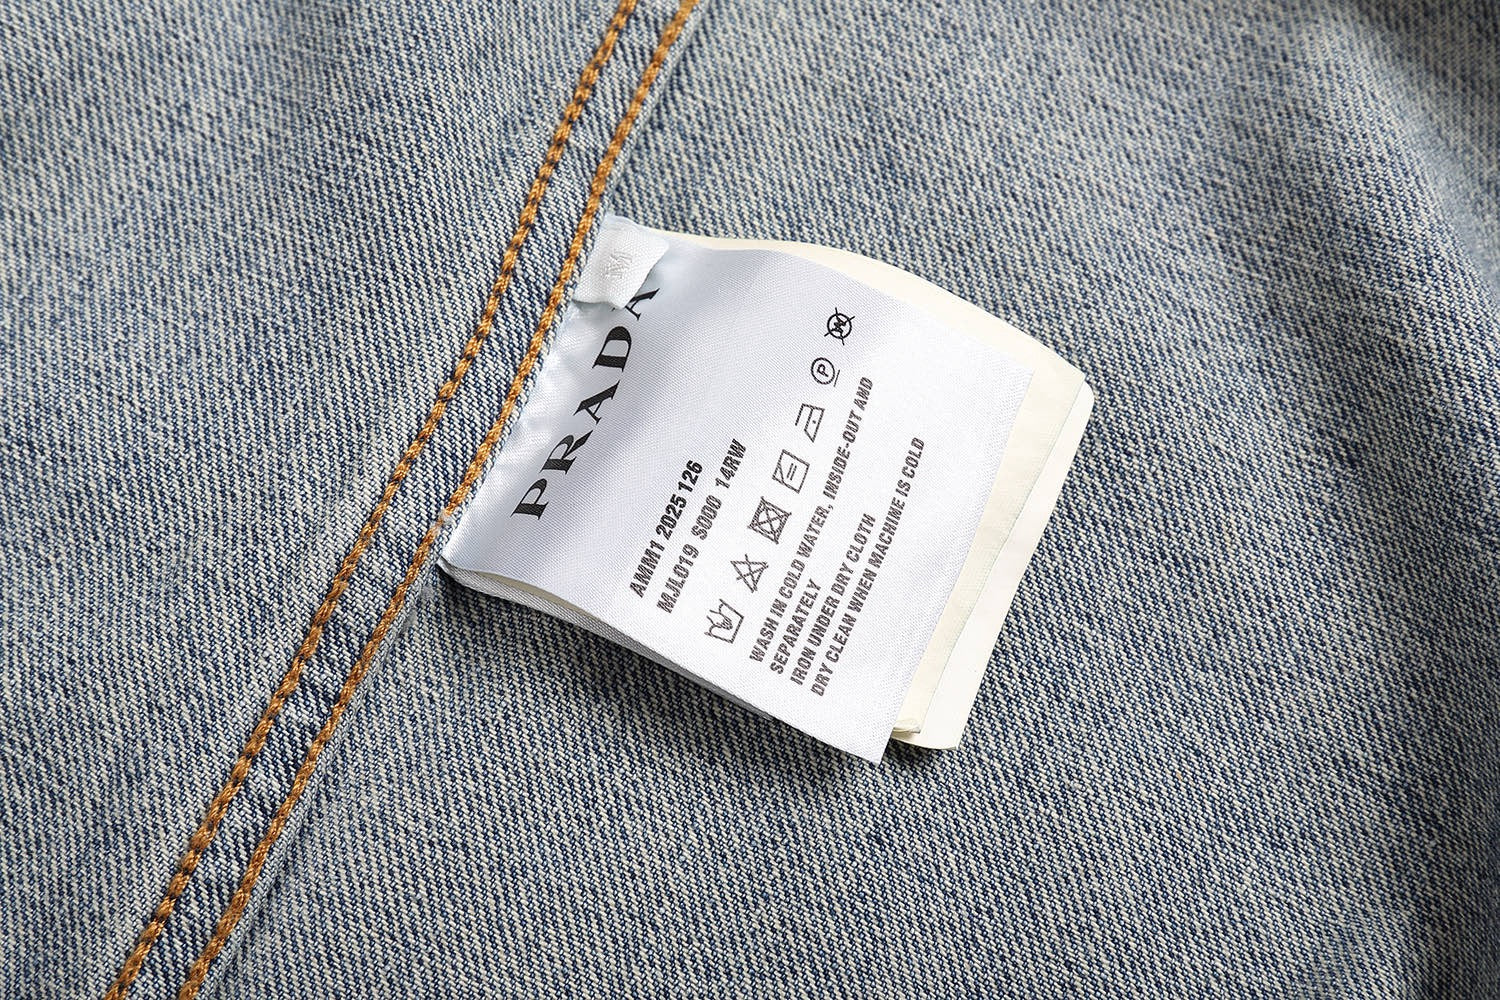 M
PRADA
AMM1 2025 126
MJL019 S000 14RW
P
WASH IN COLD WATER, INSIDE-OUT AND
SEPARATELY
IRON UNDER DRY CLOTH
DRY CLEAN WHEN MACHINE IS COLD